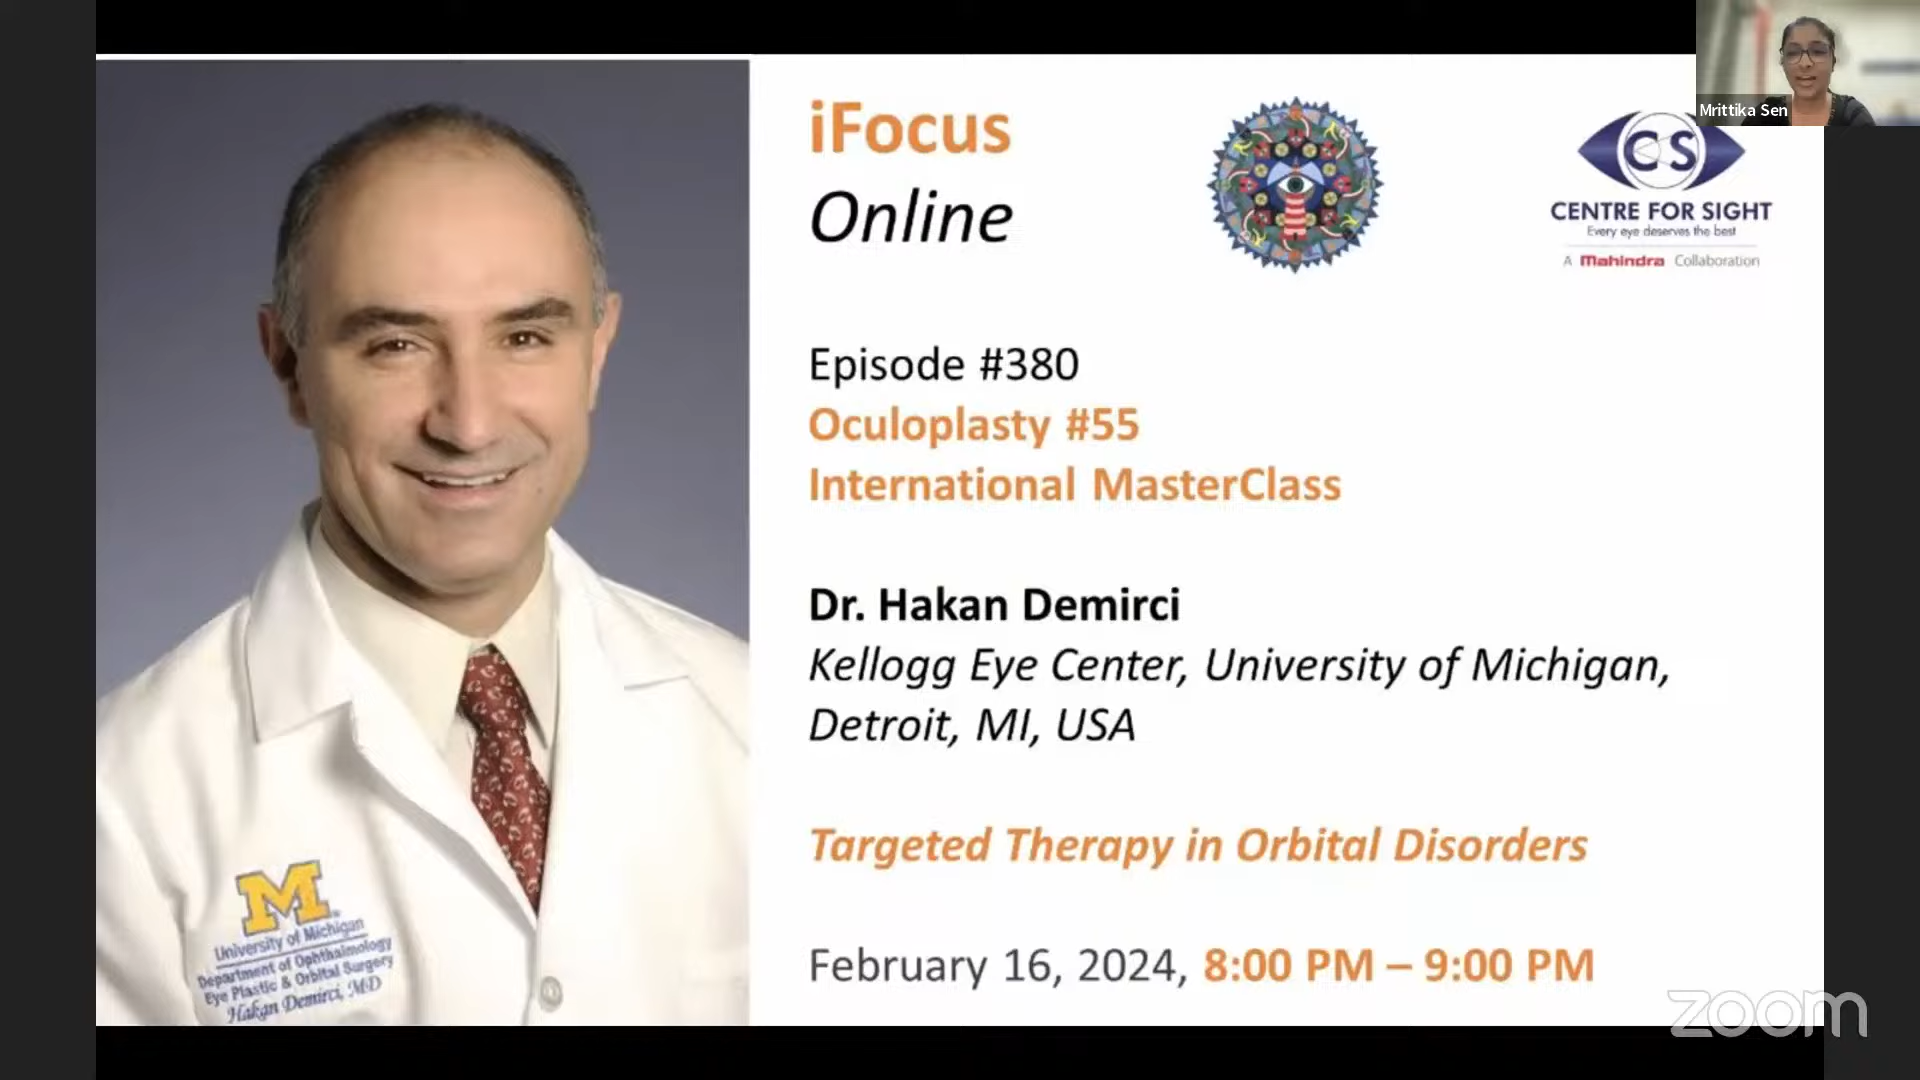 Mrittika Sen
iFocus
Online
CS
CENTRE FOR SIGHT
Every eye deserves the best
A Mahindra Collaboration
Episode #380
Oculoplasty #55
International MasterClass
Dr. Hakan Demirci
Kellogg Eye Center, University of Michigan,
Detroit, MI, USA
Targeted Therapy in Orbital Disorders
February 16, 2024, 8:00 PM – 9:00 PM
M
University of Michigan
Department of Ophthalmology
Eye Plastic & Orbital Surgery
Hakan Demirci, MD
zoom